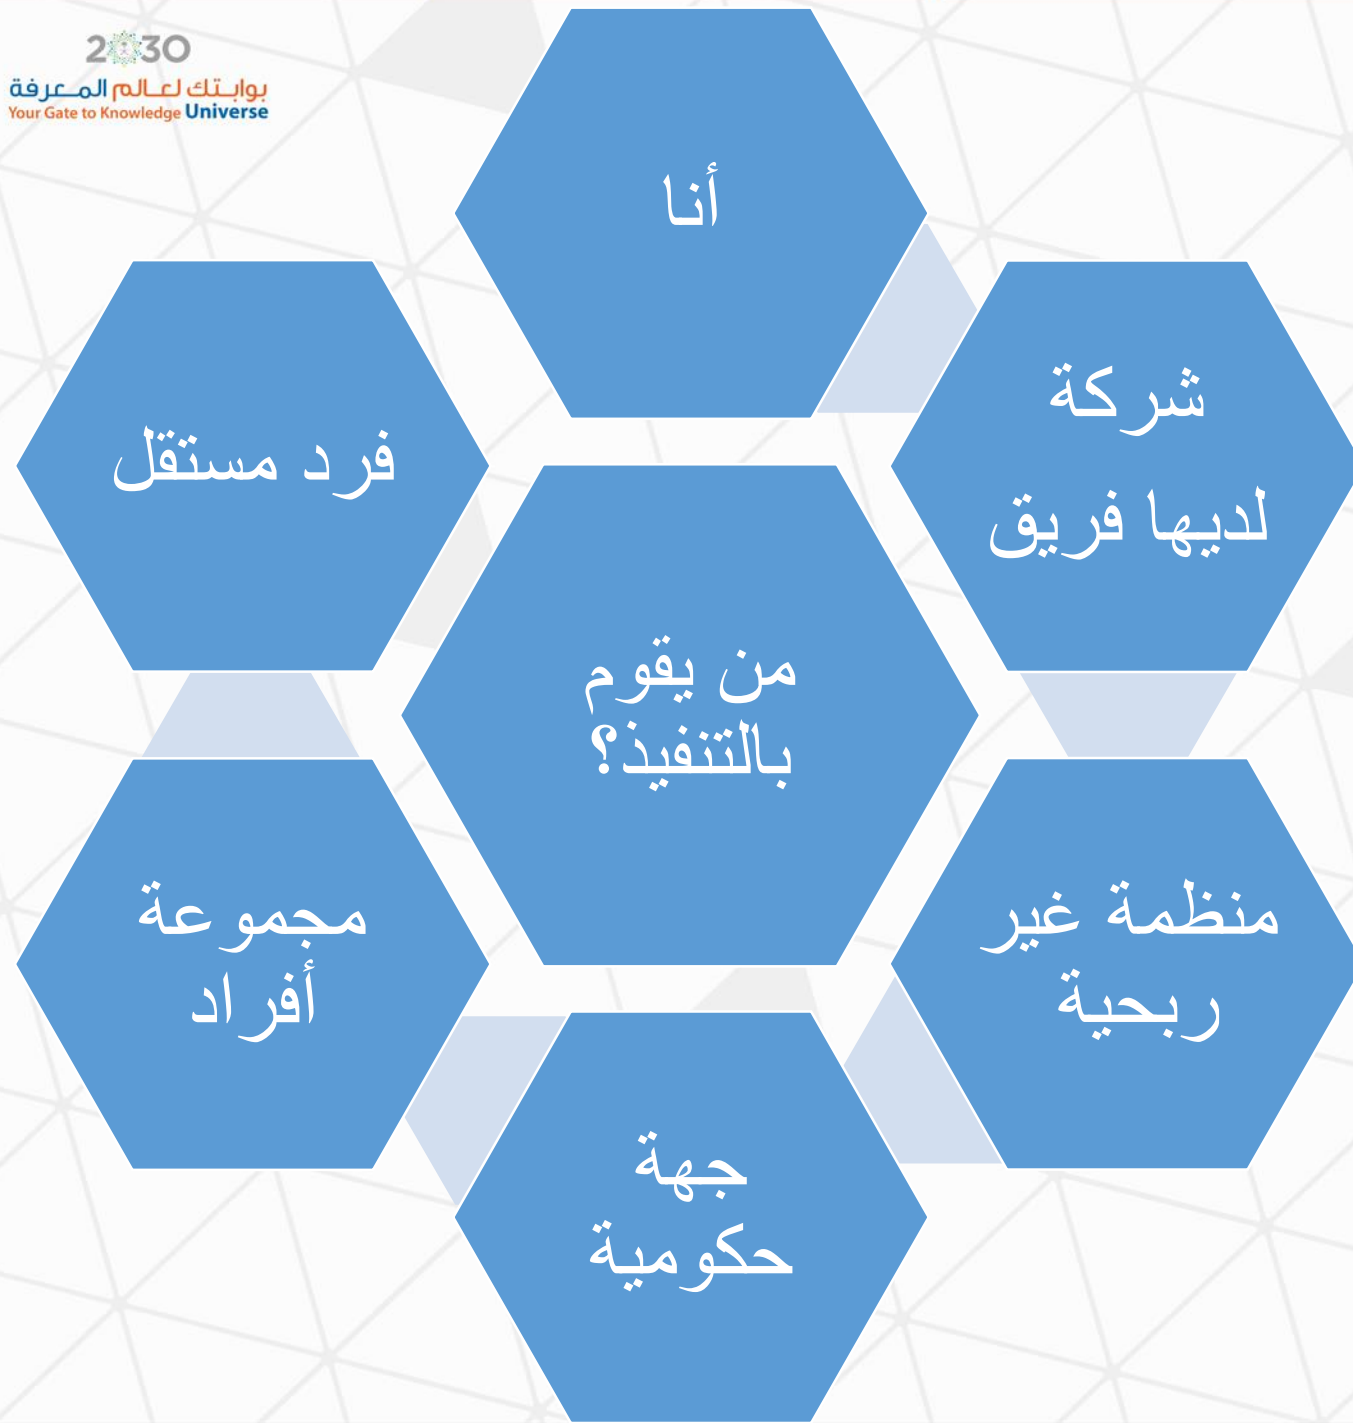 2030
بوابتك لعالم المعرفة
Your Gate to Knowledge Universe
أنا
شركة
لديها فريق
منظمة غير
ربحية
جهة
حكومية
مجموعة
أفراد
فرد مستقل
من يقوم
بالتنفيذ؟